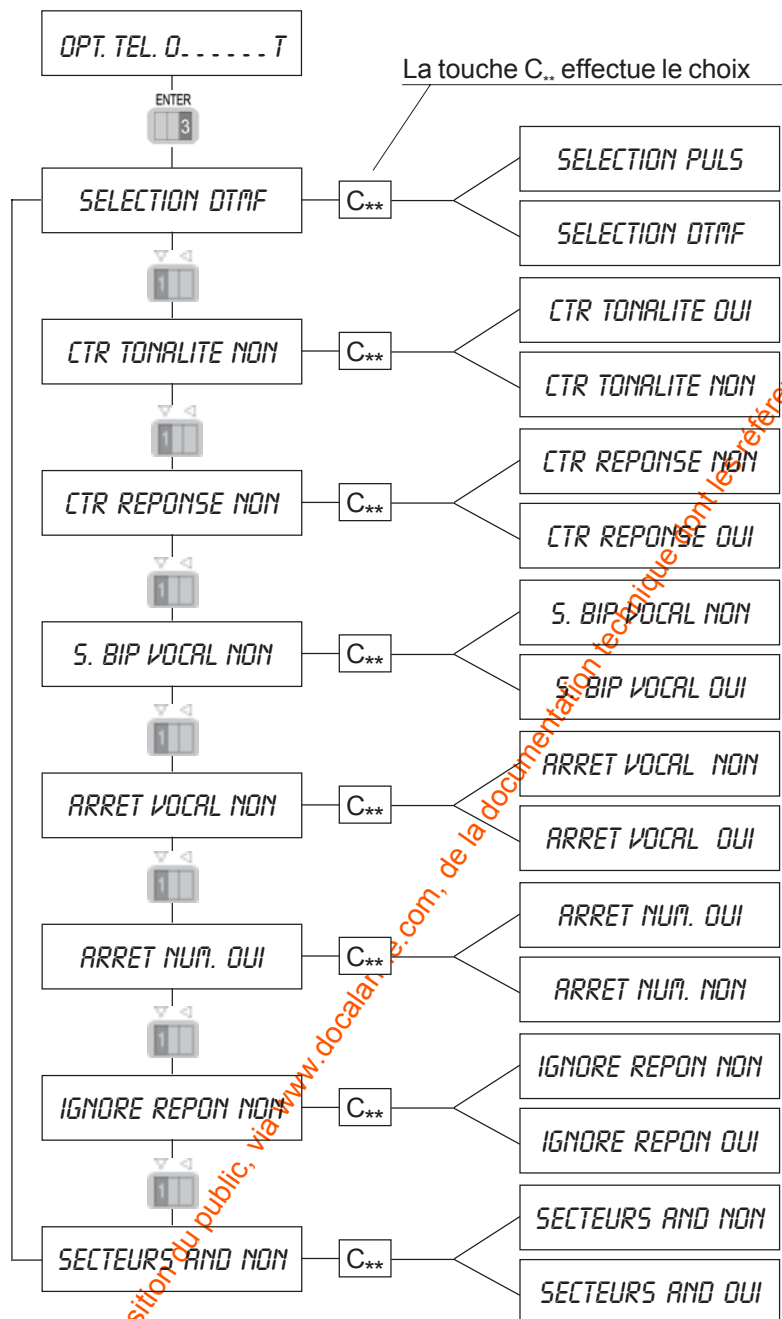 OPT. TEL. 0......T
La touche C** effectue le choix
ENTER
3
SELECTION DTMF
C**
SELECTION PULS
SELECTION DTMF
1
CTR TONALITE NON
C**
CTR TONALITE OUI
CTR TONALITE NON
1
CTR REPONSE NON
C**
CTR REPONSE NON
CTR REPONSE OUI
1
S. BIP VOCAL NON
C**
S. BIP VOCAL NON
S. BIP VOCAL OUI
1
ARRET VOCAL NON
C**
ARRET VOCAL NON
ARRET VOCAL OUI
1
ARRET NUM. OUI
C**
ARRET NUM. OUI
ARRET NUM. NON
1
IGNORE REPON NON
C**
IGNORE REPON NON
IGNORE REPON OUI
1
SECTEURS AND NON
C**
SECTEURS AND NON
SECTEURS AND OUI
sition du public, via www.docalarme.com, de la documentation technique dont les référe